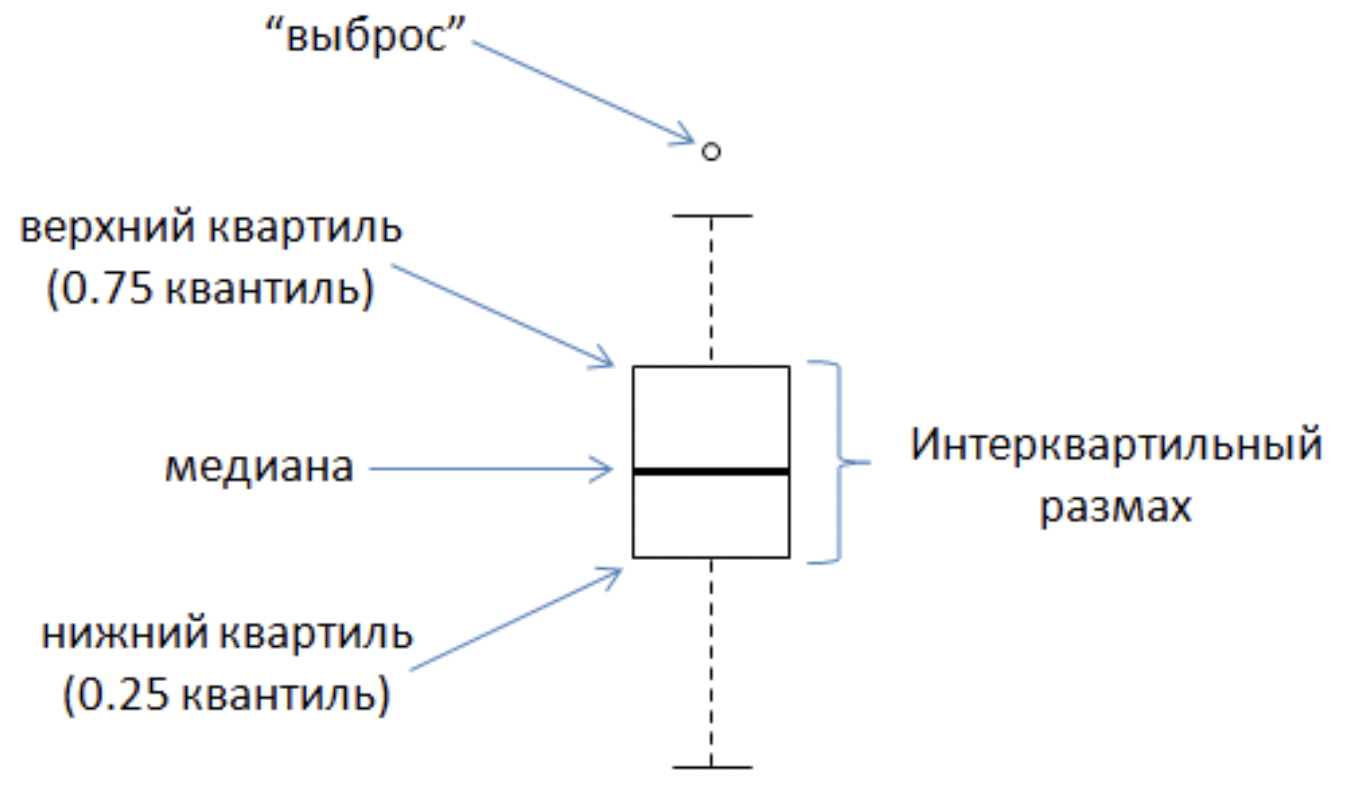 “выброс”
верхний квартиль
(0.75 квантиль)
медиана
Интерквартильный
размах
нижний квартиль
(0.25 квантиль)